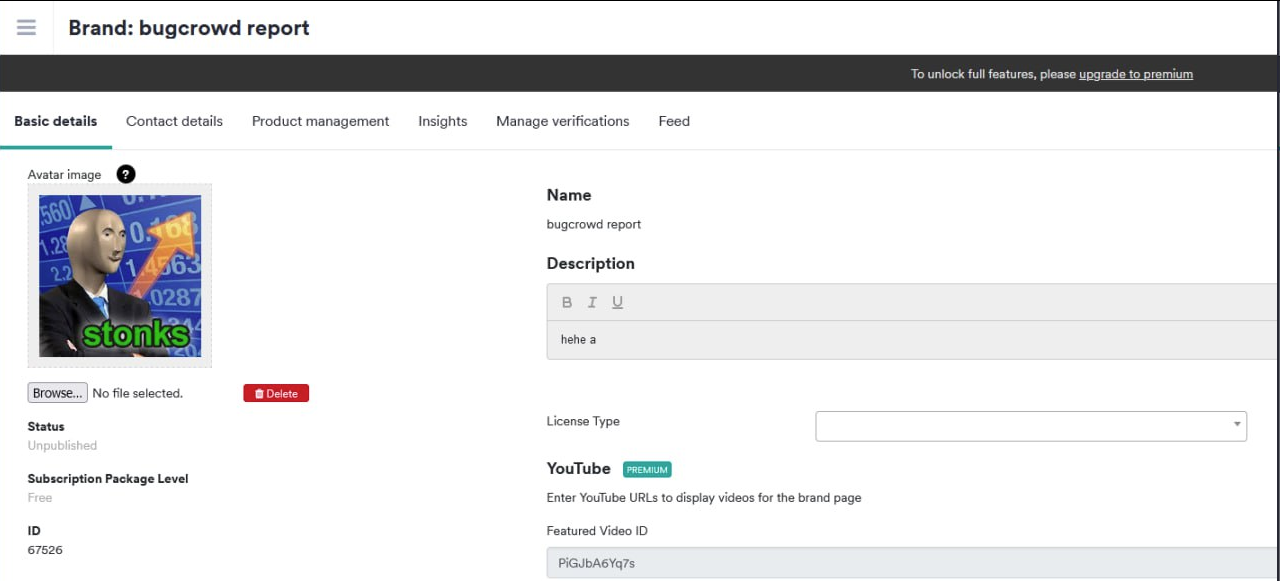 Brand: bugcrowd report
To unlock full features, please upgrade to premium
Basic details Contact details Product management Insights Manage verifications Feed
Avatar image ?
.560
0.168
1.28
2.2
1.4563
.0287
stonks
Browse... No file selected. Delete
Status
Unpublished
Subscription Package Level
Free
ID
67526
Name
bugcrowd report
Description
B I U
hehe a
License Type
YouTube PREMIUM
Enter YouTube URLs to display videos for the brand page
Featured Video ID
PiGJbA6Yq7s